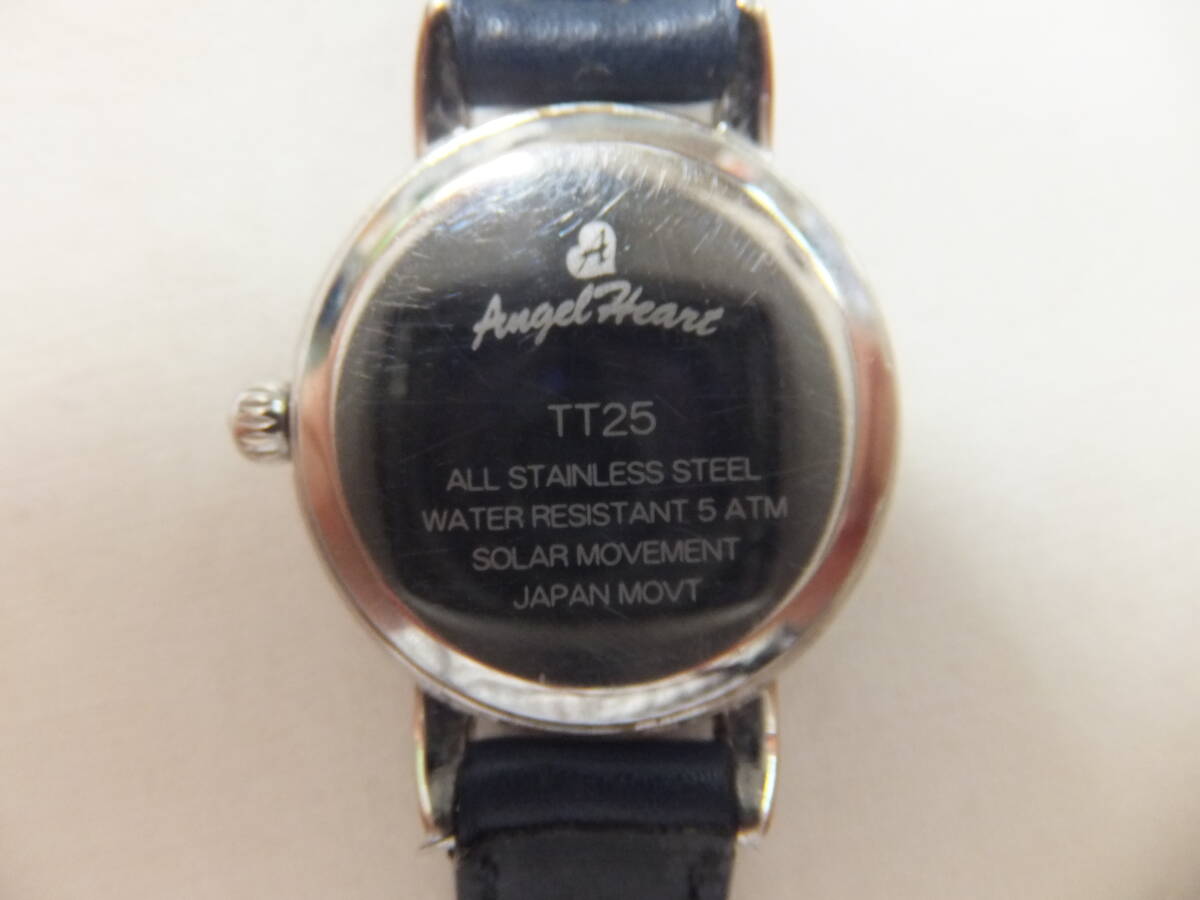 A
Angel Heart
TT25
ALL STAINLESS STEEL
WATER RESISTANT 5 ATM
SOLAR MOVEMENT
JAPAN MOVT